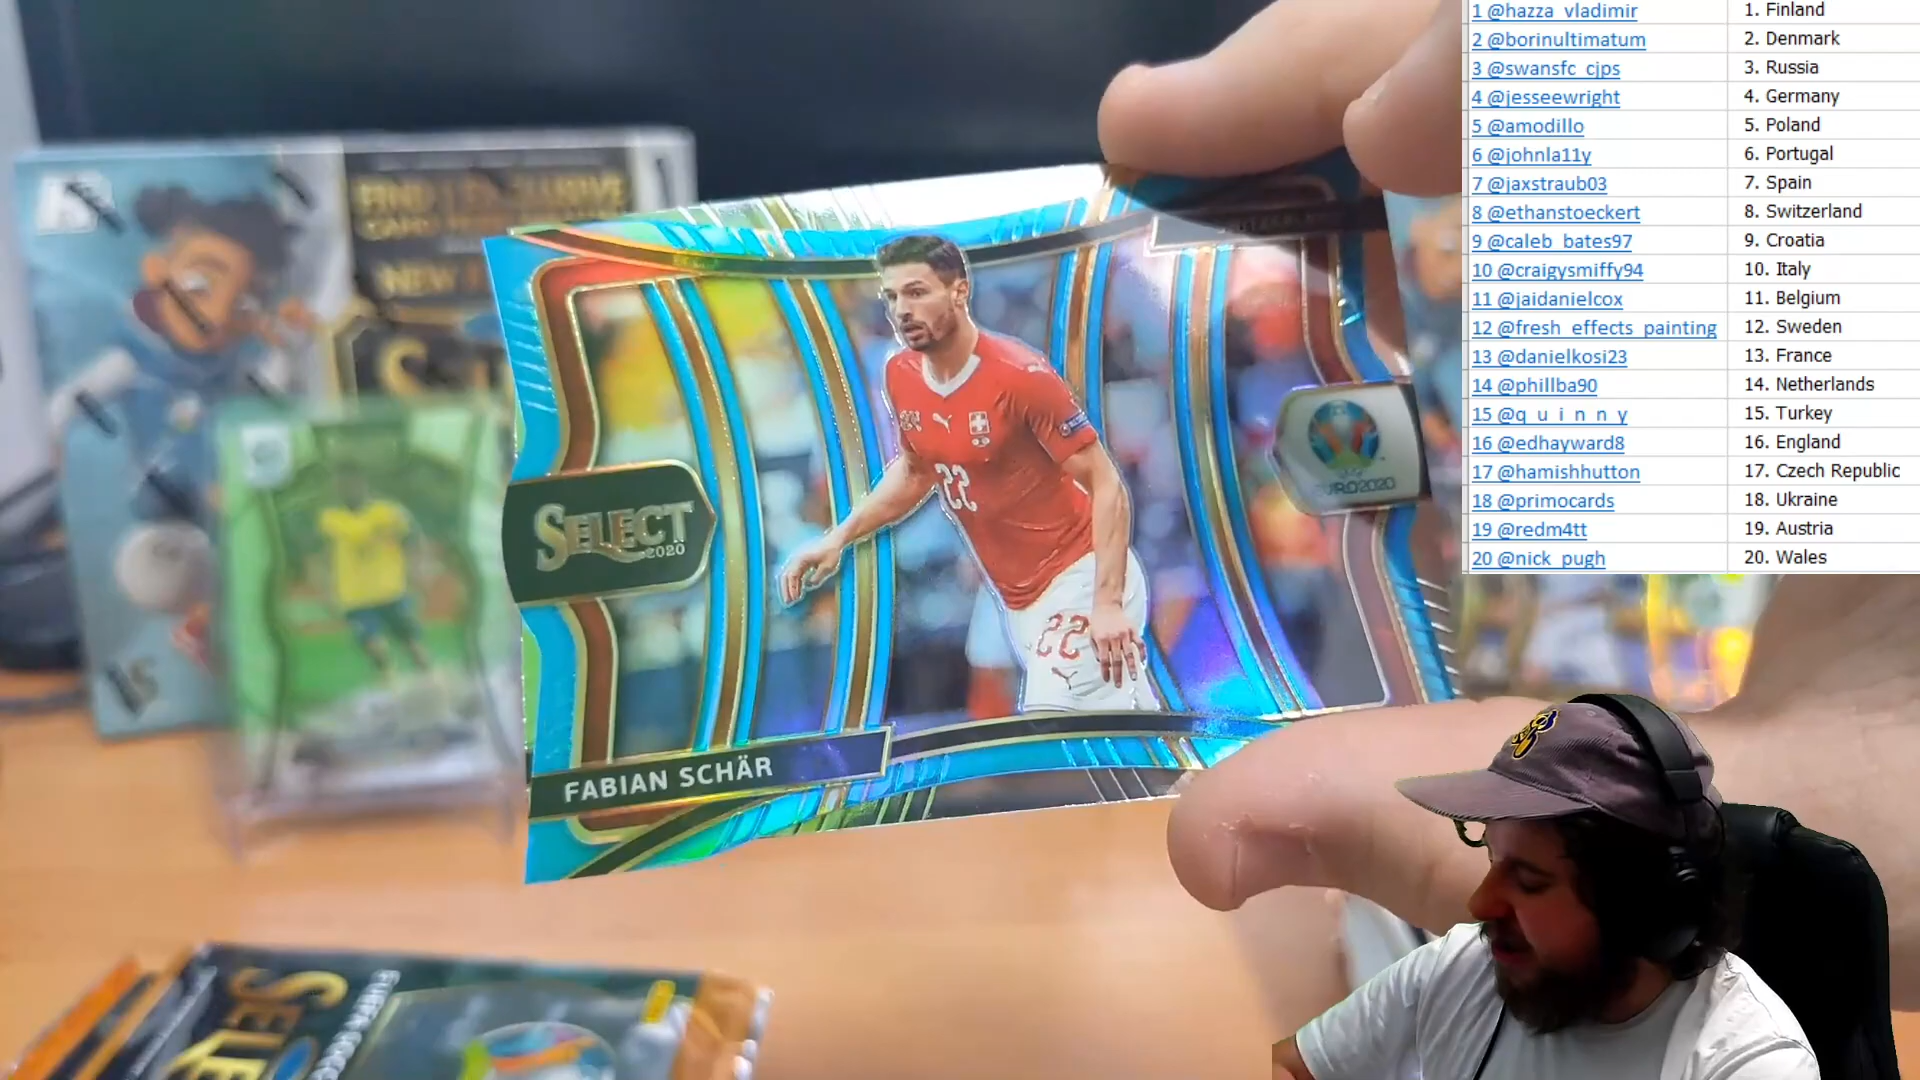 1 @hazza_vladimir 1. Finland
2 @borinultimatum 2. Denmark
3 @swansfc_cjps 3. Russia
4 @jesseewright 4. Germany
5 @amodillo 5. Poland
6 @johnla11y 6. Portugal
7 @jaxstraub03 7. Spain
8 @ethanstoeckert 8. Switzerland
9 @caleb_bates97 9. Croatia
10 @craigysmiffy94 10. Italy
11 @jaidanielcox 11. Belgium
12 @fresh_effects_painting 12. Sweden
13 @danielkosi23 13. France
14 @phillba90 14. Netherlands
15 @q_u_i_n_n_y 15. Turkey
16 @edhayward8 16. England
17 @hamishhutton 17. Czech Republic
18 @primocards 18. Ukraine
19 @redm4tt 19. Austria
20 @nick_pugh 20. Wales
NEW
22
EURO2020
SELECT
2020
22
FABIAN SCHÄR